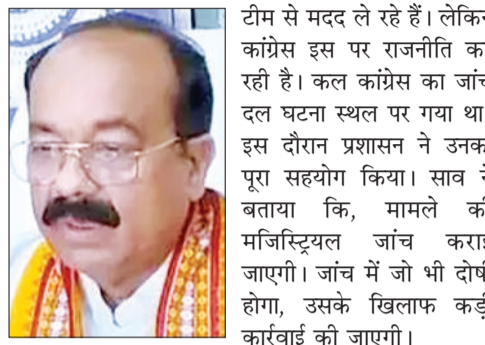 टीम से मदद ले रहे हैं। लेकिन
कांग्रेस इस पर राजनीति क
रही है। कल कांग्रेस का जांच
दल घटना स्थल पर गया था
इस दौरान प्रशासन ने उनक
पूरा सहयोग किया। साव ने
बताया कि, मामले क
मजिस्ट्रियल जांच कराई
जाएगी। जांच में जो भी दोषी
होगा, उसके खिलाफ कड़ी
कार्रवाई की जाएगी।